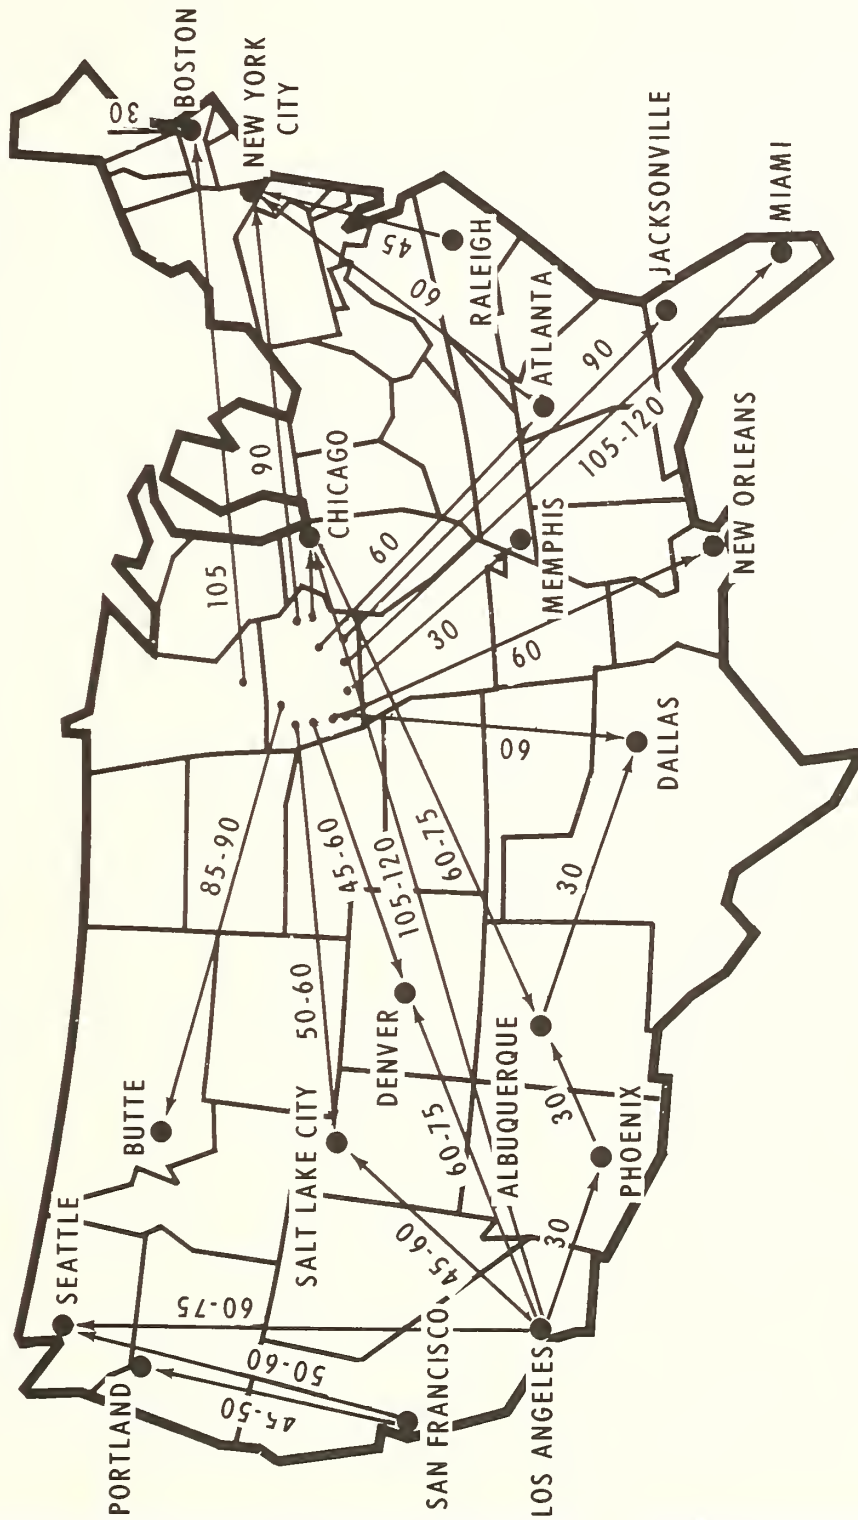 SEATTLE
PORTLAND
BUTTE
60-75
50-60
45-50
SAN FRANCISCO
LOS ANGELES
SALT LAKE CITY
45-60
60-75
DENVER
ALBUQUERQUE
30
PHOENIX
30
85-90
50-60
45-60
105-120
60-75
30
DALLAS
60
60
30
MEMPHIS
NEW ORLEANS
105
90
CHICAGO
60
60
45
RALEIGH
ATLANTA
90
105-120
JACKSONVILLE
MIAMI
30
BOSTON
NEW YORK
CITY